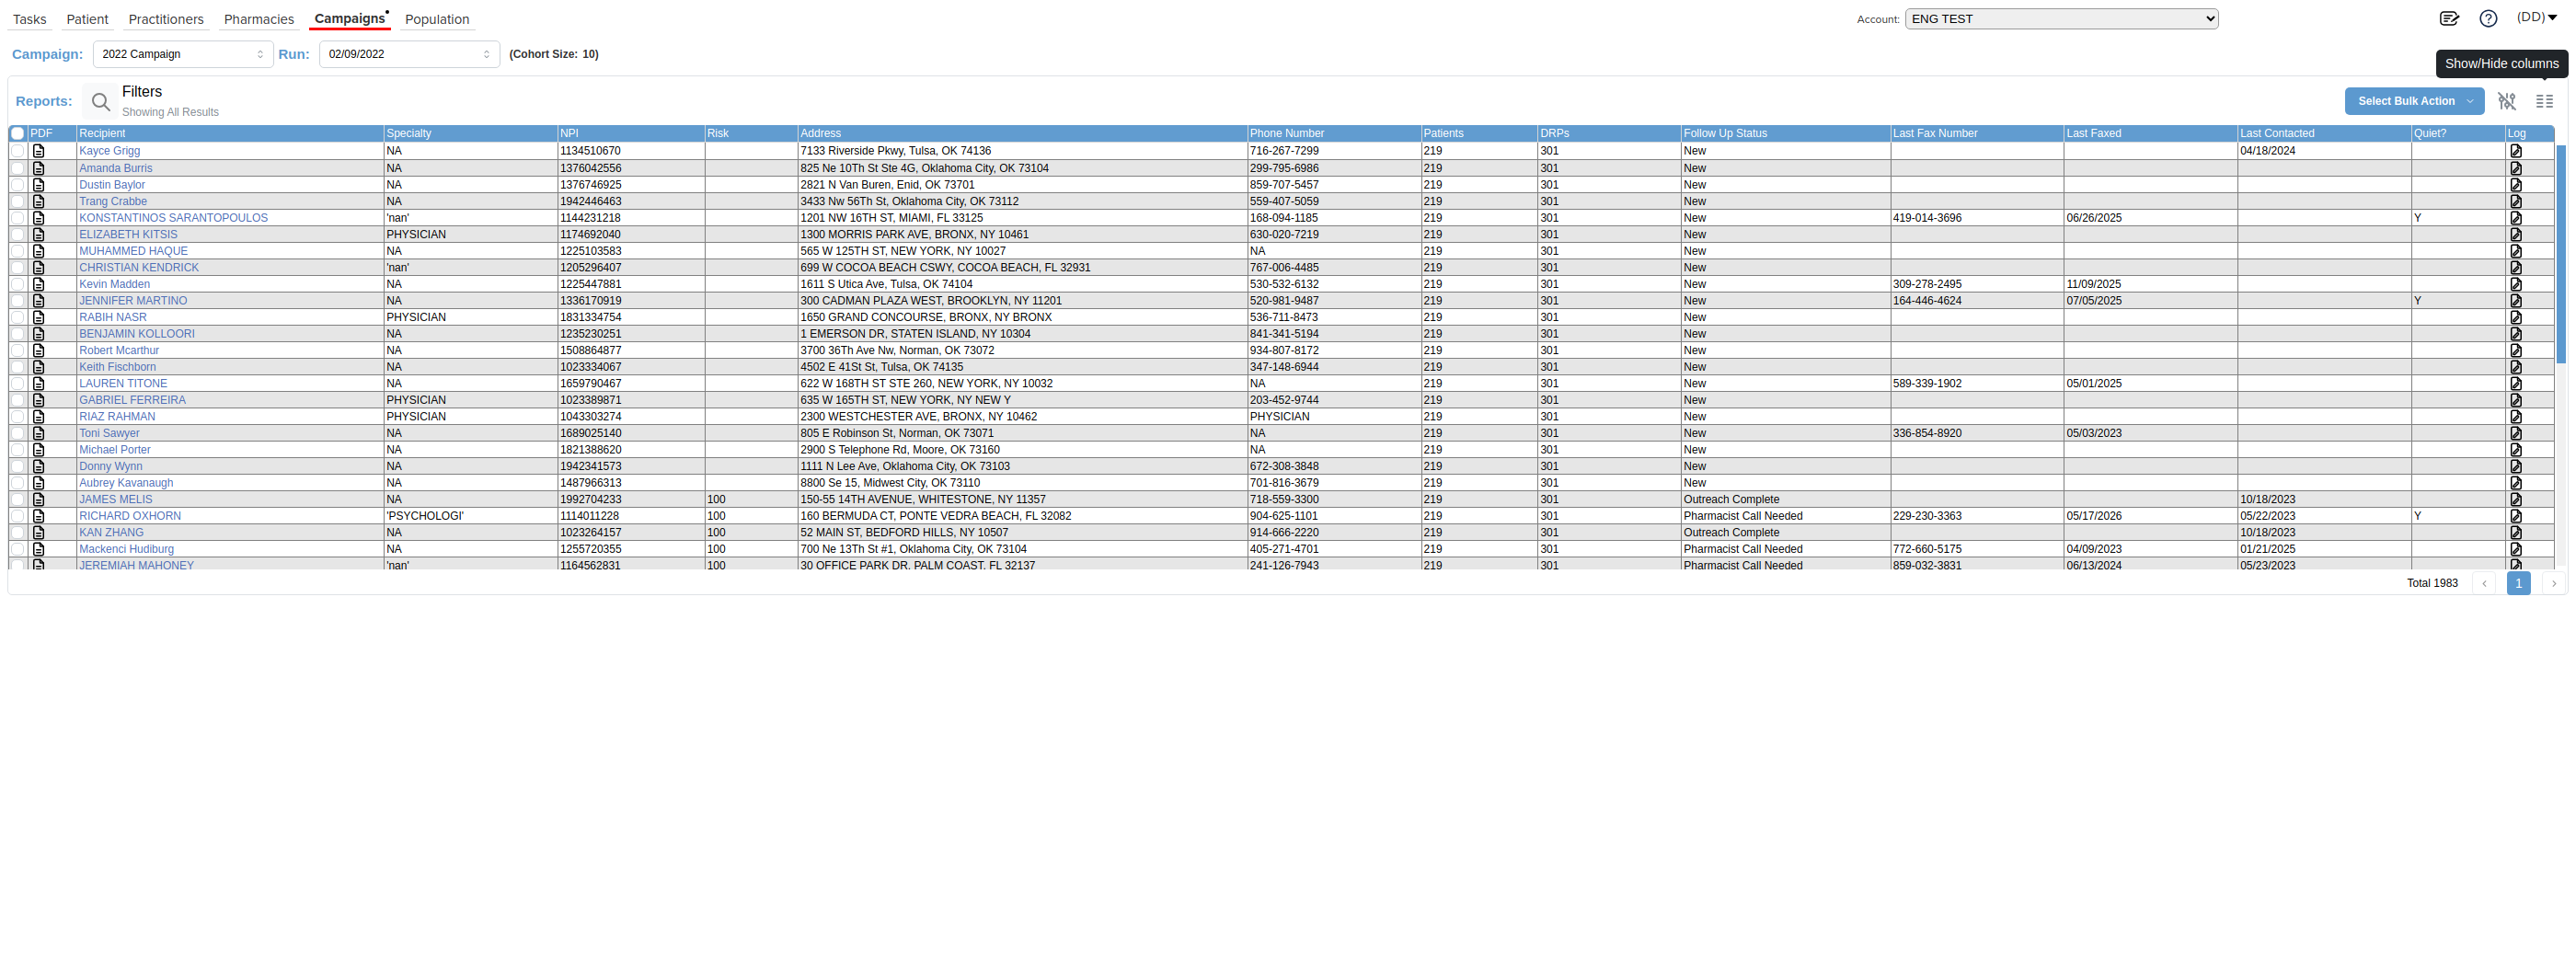 Tasks Patient Practitioners Pharmacies Campaigns Population Account: ENG TEST (DD)
Campaign: 2022 Campaign Run: 02/09/2022 (Cohort Size: 10)
Show/Hide columns
Reports: Filters
Showing All Results
Select Bulk Action
PDF Recipient Specialty NPI Risk Address Phone Number Patients DRPs Follow Up Status Last Fax Number Last Faxed Last Contacted Quiet? Log
Kayce Grigg NA 1134510670 7133 Riverside Pkwy, Tulsa, OK 74136 716-267-7299 219 301 New 04/18/2024
Amanda Burris NA 1376042556 825 Ne 10Th St Ste 4G, Oklahoma City, OK 73104 299-795-6986 219 301 New
Dustin Baylor NA 1376746925 2821 N Van Buren, Enid, OK 73701 859-707-5457 219 301 New
Trang Crabbe NA 1942446463 3433 Nw 56Th St, Oklahoma City, OK 73112 559-407-5059 219 301 New
KONSTANTINOS SARANTOPOULOS 'nan' 1144231218 1201 NW 16TH ST, MIAMI, FL 33125 168-094-1185 219 301 New 419-014-3696 06/26/2025 Y
ELIZABETH KITSIS PHYSICIAN 1174692040 1300 MORRIS PARK AVE, BRONX, NY 10461 630-020-7219 219 301 New
MUHAMMED HAQUE NA 1225103583 565 W 125TH ST, NEW YORK, NY 10027 NA 219 301 New
CHRISTIAN KENDRICK 'nan' 1205296407 699 W COCOA BEACH CSWY, COCOA BEACH, FL 32931 767-006-4485 219 301 New
Kevin Madden NA 1225447881 1611 S Utica Ave, Tulsa, OK 74104 530-532-6132 219 301 New 309-278-2495 11/09/2025
JENNIFER MARTINO NA 1336170919 300 CADMAN PLAZA WEST, BROOKLYN, NY 11201 520-981-9487 219 301 New 164-446-4624 07/05/2025 Y
RABIH NASR PHYSICIAN 1831334754 1650 GRAND CONCOURSE, BRONX, NY BRONX 536-711-8473 219 301 New
BENJAMIN KOLLOORI NA 1235230251 1 EMERSON DR, STATEN ISLAND, NY 10304 841-341-5194 219 301 New
Robert Mcarthur NA 1508864877 3700 36Th Ave Nw, Norman, OK 73072 934-807-8172 219 301 New
Keith Fischborn NA 1023334067 4502 E 41St St, Tulsa, OK 74135 347-148-6944 219 301 New
LAUREN TITONE NA 1659790467 622 W 168TH ST STE 260, NEW YORK, NY 10032 NA 219 301 New 589-339-1902 05/01/2025
GABRIEL FERREIRA PHYSICIAN 1023389871 635 W 165TH ST, NEW YORK, NY NEW Y 203-452-9744 219 301 New
RIAZ RAHMAN PHYSICIAN 1043303274 2300 WESTCHESTER AVE, BRONX, NY 10462 PHYSICIAN 219 301 New
Toni Sawyer NA 1689025140 805 E Robinson St, Norman, OK 73071 NA 219 301 New 336-854-8920 05/03/2023
Michael Porter NA 1821388620 2900 S Telephone Rd, Moore, OK 73160 NA 219 301 New
Donny Wynn NA 1942341573 1111 N Lee Ave, Oklahoma City, OK 73103 672-308-3848 219 301 New
Aubrey Kavanaugh NA 1487966313 8800 Se 15, Midwest City, OK 73110 701-816-3679 219 301 New
JAMES MELIS NA 1992704233 100 150-55 14TH AVENUE, WHITESTONE, NY 11357 718-559-3300 219 301 Outreach Complete 10/18/2023
RICHARD OXHORN 'PSYCHOLOGI' 1114011228 100 160 BERMUDA CT, PONTE VEDRA BEACH, FL 32082 904-625-1101 219 301 Pharmacist Call Needed 229-230-3363 05/17/2026 05/22/2023 Y
KAN ZHANG NA 1023264157 100 52 MAIN ST, BEDFORD HILLS, NY 10507 914-666-2220 219 301 Outreach Complete 10/18/2023
Mackenci Hudiburg NA 1255720355 100 700 Ne 13Th St #1, Oklahoma City, OK 73104 405-271-4701 219 301 Pharmacist Call Needed 772-660-5175 04/09/2023 01/21/2025
JEREMIAH MAHONEY 'nan' 1164562831 100 30 OFFICE PARK DR, PALM COAST, FL 32137 241-126-7943 219 301 Pharmacist Call Needed 859-032-3831 06/13/2024 05/23/2023
Total 1983 1